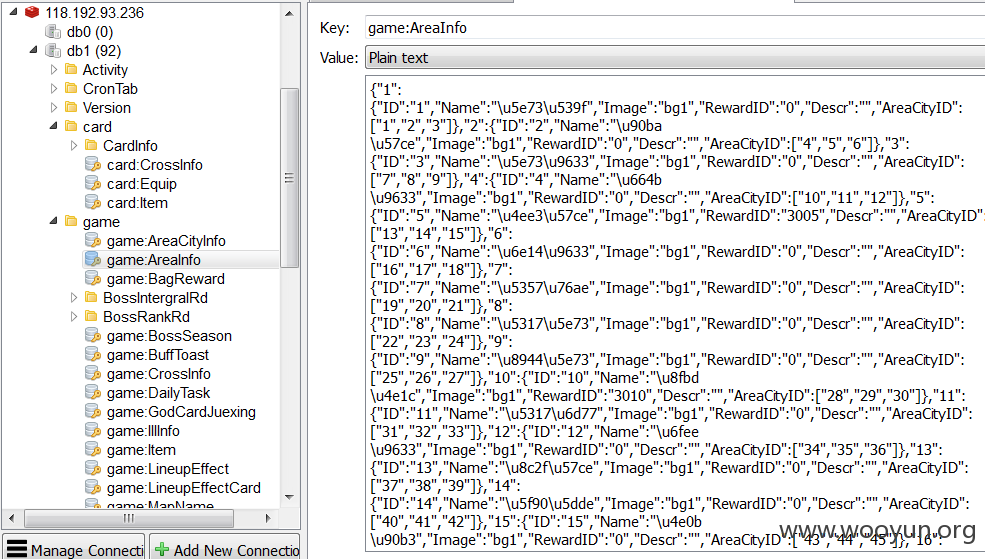 118.192.93.236
db0 (0)
db1 (92)
Activity
CronTab
Version
card
CardInfo
card:CrossInfo
card:Equip
card:Item
game
game:AreaCityInfo
game:AreaInfo
game:BagReward
BossIntergralRd
BossRankRd
game:BossSeason
game:BuffToast
game:CrossInfo
game:DailyTask
game:GodCardJuexing
game:IllInfo
game:Item
game:LineupEffect
game:LineupEffectCard
game:MapName
Manage Connecti
Add New Connectio
Key: game:AreaInfo
Value: Plain text
{"1":
{"ID":"1","Name":"\u5e73\u539f","Image":"bg1","RewardID":"0","Descr":"","AreaCityID":
["1","2","3"]},"2":{"ID":"2","Name":"\u90ba
\u57ce","Image":"bg1","RewardID":"0","Descr":"","AreaCityID":["4","5","6"]},"3":
{"ID":"3","Name":"\u5e73\u9633","Image":"bg1","RewardID":"0","Descr":"","AreaCityID":
["7","8","9"]},"4":{"ID":"4","Name":"\u664b
\u9633","Image":"bg1","RewardID":"0","Descr":"","AreaCityID":["10","11","12"]},"5":
{"ID":"5","Name":"\u4ee3\u57ce","Image":"bg1","RewardID":"3005","Descr":"","AreaCityID":
["13","14","15"]},"6":
{"ID":"6","Name":"\u6e14\u9633","Image":"bg1","RewardID":"0","Descr":"","AreaCityID":
["16","17","18"]},"7":
{"ID":"7","Name":"\u5357\u76ae","Image":"bg1","RewardID":"0","Descr":"","AreaCityID":
["19","20","21"]},"8":
{"ID":"8","Name":"\u5317\u5e73","Image":"bg1","RewardID":"0","Descr":"","AreaCityID":
["22","23","24"]},"9":
{"ID":"9","Name":"\u8944\u5e73","Image":"bg1","RewardID":"0","Descr":"","AreaCityID":
["25","26","27"]},"10":{"ID":"10","Name":"\u8fbd
\u4e1c","Image":"bg1","RewardID":"3010","Descr":"","AreaCityID":["28","29","30"]},"11":
{"ID":"11","Name":"\u5317\u6d77","Image":"bg1","RewardID":"0","Descr":"","AreaCityID":
["31","32","33"]},"12":{"ID":"12","Name":"\u6fee
\u9633","Image":"bg1","RewardID":"0","Descr":"","AreaCityID":["34","35","36"]},"13":
{"ID":"13","Name":"\u8c2f\u57ce","Image":"bg1","RewardID":"0","Descr":"","AreaCityID":
["37","38","39"]},"14":
{"ID":"14","Name":"\u5f90\u5dde","Image":"bg1","RewardID":"0","Descr":"","AreaCityID":
["40","41","42"]},"15":{"ID":"15","Name":"\u4e0b
\u90b3","Image":"bg1","RewardID":"0","Descr":"","AreaCityID":["43","44","45"]},"16":
www.wooyun.org